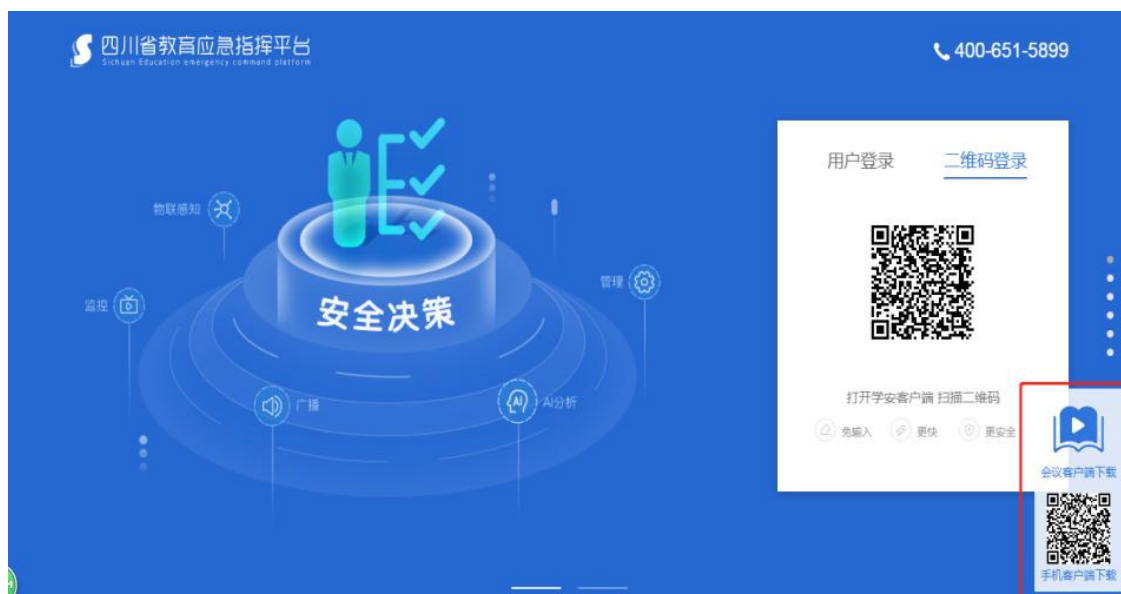 四川省教育应急指挥平台
Sichuan Education emergency command platform
400-651-5899
用户登录
二维码登录
物联感知
监控
管理
安全决策
广播
AI
AI分析
打开学安客户端 扫描二维码
免输入
更快
更安全
会议客户端下载
手机客户端下载